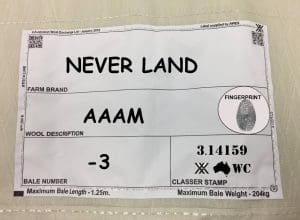 NEVER LAND
FARM BRAND
AAAM
FINGERPRINT
WOOL DESCRIPTION
-3
3.14159
WC
BALE NUMBER
CLASSER STAMP
Maximum Bale Length - 1.25m.
Maximum Bale Weight - 204kg